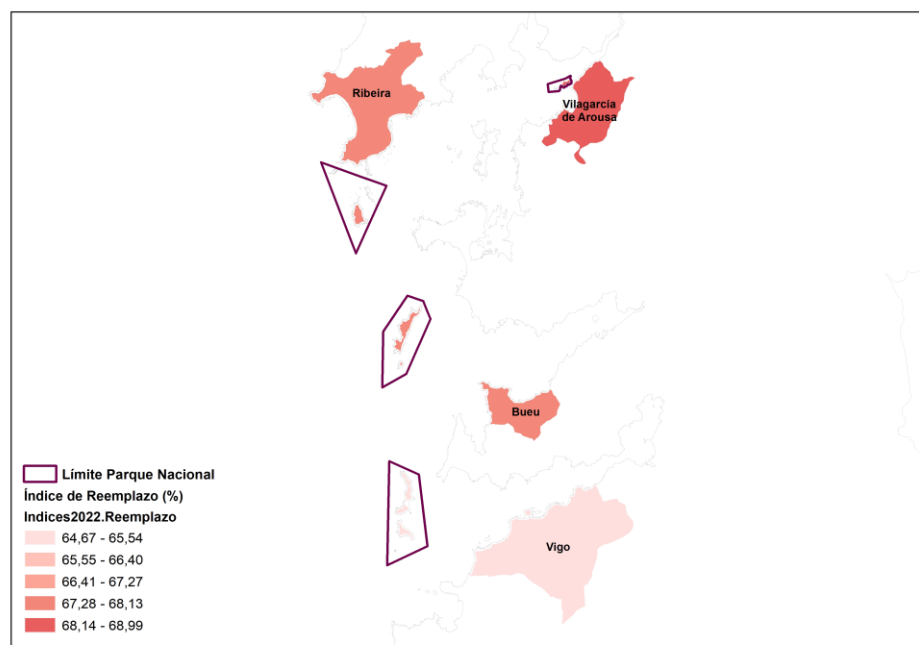 Ribeira
Vilagarcía
de Arousa
Bueu
Vigo
Límite Parque Nacional
Índice de Reemplazo (%)
Indices2022.Reemplazo
64,67 - 65,54
65,55 - 66,40
66,41 - 67,27
67,28 - 68,13
68,14 - 68,99